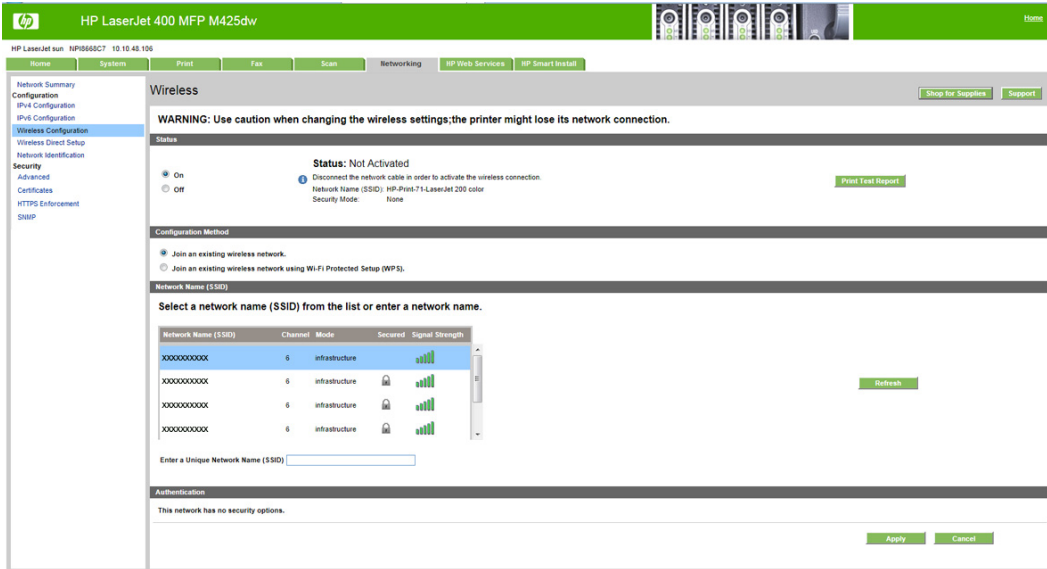 hp HP LaserJet 400 MFP M425dw
Home
HP LaserJet sun NPI8668C7 10.10.48.106
Home System Print Fax Scan Networking HP Web Services HP Smart Install
Network Summary
Configuration
IPv4 Configuration
IPv6 Configuration
Wireless Configuration
Wireless Direct Setup
Network Identification
Security
Advanced
Certificates
HTTPS Enforcement
SNMP
Wireless
Shop for Supplies Support
WARNING: Use caution when changing the wireless settings;the printer might lose its network connection.
Status
On
Off
Status: Not Activated
Disconnect the network cable in order to activate the wireless connection.
Network Name (SSID): HP-Print-71-LaserJet 200 color
Security Mode: None
Print Test Report
Configuration Method
Join an existing wireless network.
Join an existing wireless network using Wi-Fi Protected Setup (WPS).
Network Name (SSID)
Select a network name (SSID) from the list or enter a network name.
Network Name (SSID) Channel Mode Secured Signal Strength
XXXXXXXXXX 6 infrastructure
XXXXXXXXXX 6 infrastructure
XXXXXXXXXX 6 infrastructure
XXXXXXXXXX 6 infrastructure
Refresh
Enter a Unique Network Name (SSID)
Authentication
This network has no security options.
Apply Cancel